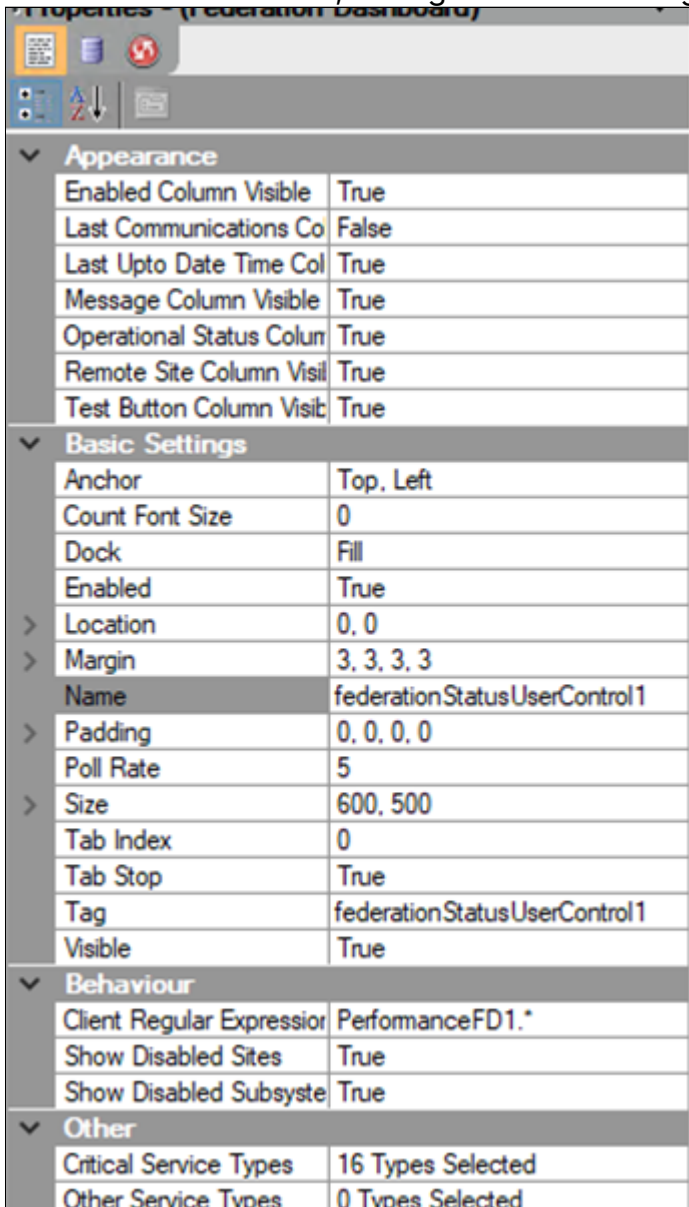 Properties - (Federation Dashboard)
Appearance
Enabled Column Visible True
Last Communications Co False
Last Upto Date Time Col True
Message Column Visible True
Operational Status Colum True
Remote Site Column Visil True
Test Button Column Visib True
Basic Settings
Anchor Top, Left
Count Font Size 0
Dock Fill
Enabled True
Location 0, 0
Margin 3, 3, 3, 3
Name federationStatusUserControl1
Padding 0, 0, 0, 0
Poll Rate 5
Size 600, 500
Tab Index 0
Tab Stop True
Tag federationStatusUserControl1
Visible True
Behaviour
Client Regular Expression PerformanceFD1.*
Show Disabled Sites True
Show Disabled Subsyste True
Other
Critical Service Types 16 Types Selected
Other Service Types 0 Types Selected